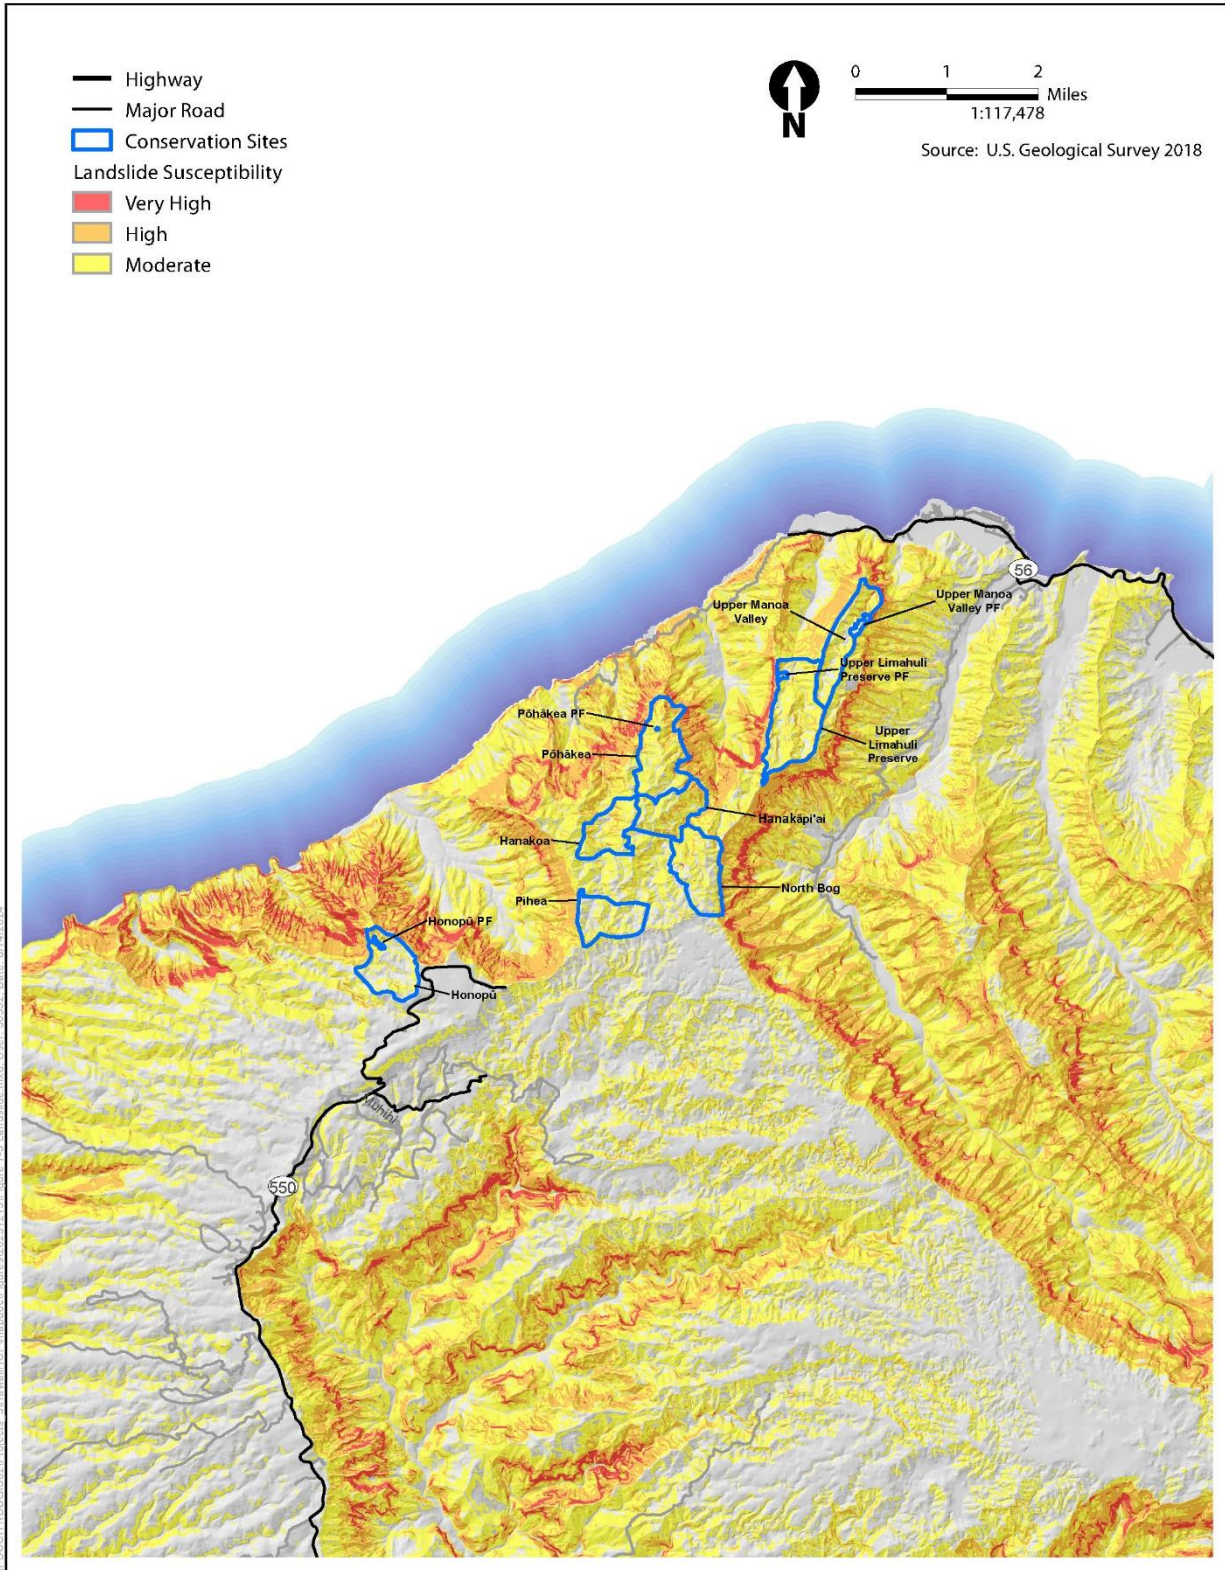 Highway
Major Road
Conservation Sites
Landslide Susceptibility
Very High
High
Moderate
N
0 1 2
Miles
1:117,478
Source: U.S. Geological Survey 2018
56
Upper Manoa
Valley
Upper Manoa
Valley PF
Upper Limahuli
Preserve PF
Pōhākea PF
Upper
Limahuli
Preserve
Pōhākea
Hanakāpi'ai
Hanakoa
North Bog
Pihea
Honopū PF
Honopū
Muhihi
550